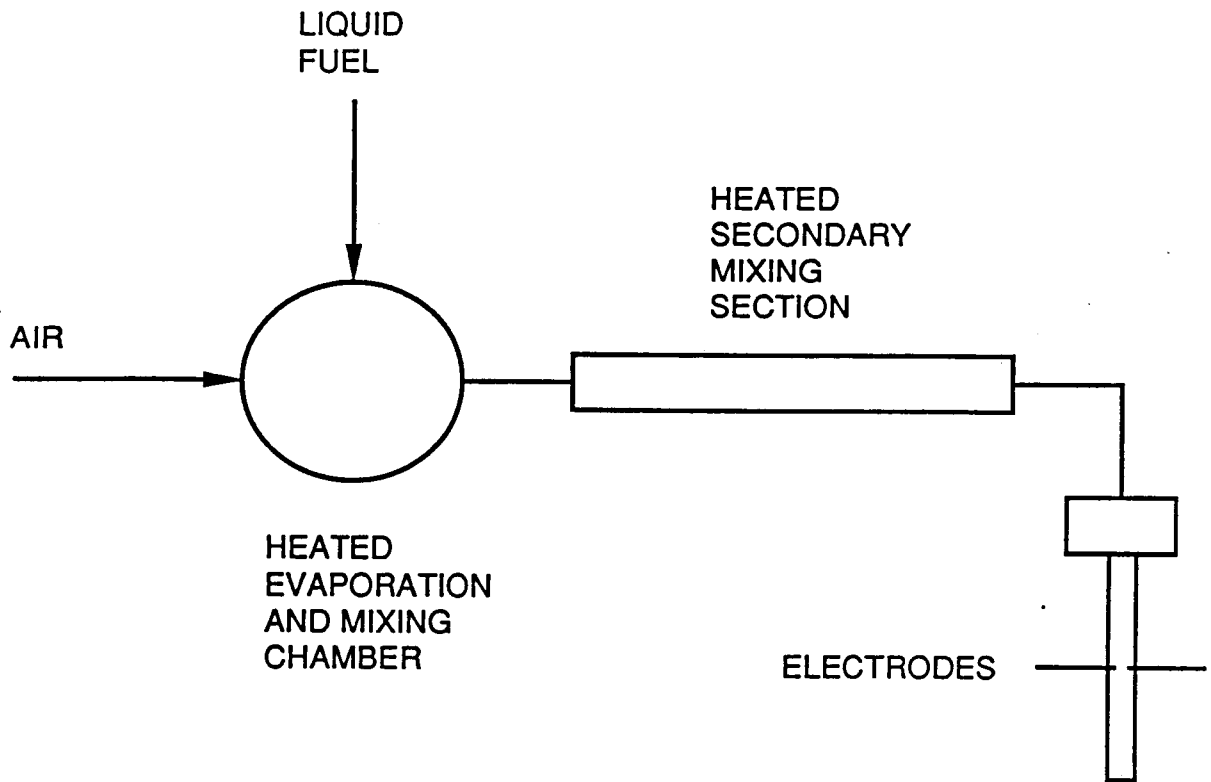 LIQUID
FUEL
HEATED
SECONDARY
MIXING
SECTION
AIR
HEATED
EVAPORATION
AND MIXING
CHAMBER
ELECTRODES